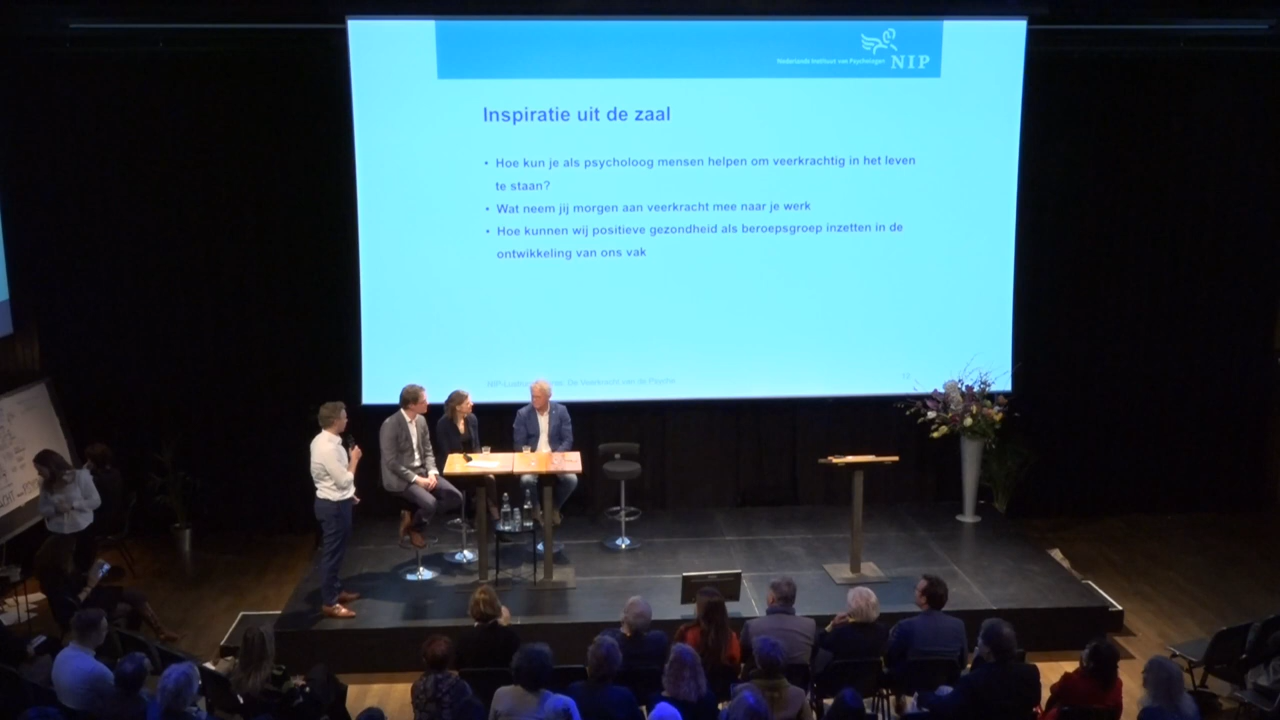 Nederlands Instituut van Psychologen NIP
Inspiratie uit de zaal
• Hoe kun je als psycholoog mensen helpen om veerkrachtig in het leven
te staan?
• Wat neem jij morgen aan veerkracht mee naar je werk
• Hoe kunnen wij positieve gezondheid als beroepsgroep inzetten in de
ontwikkeling van ons vak
De Veerkracht van de Psyche
12